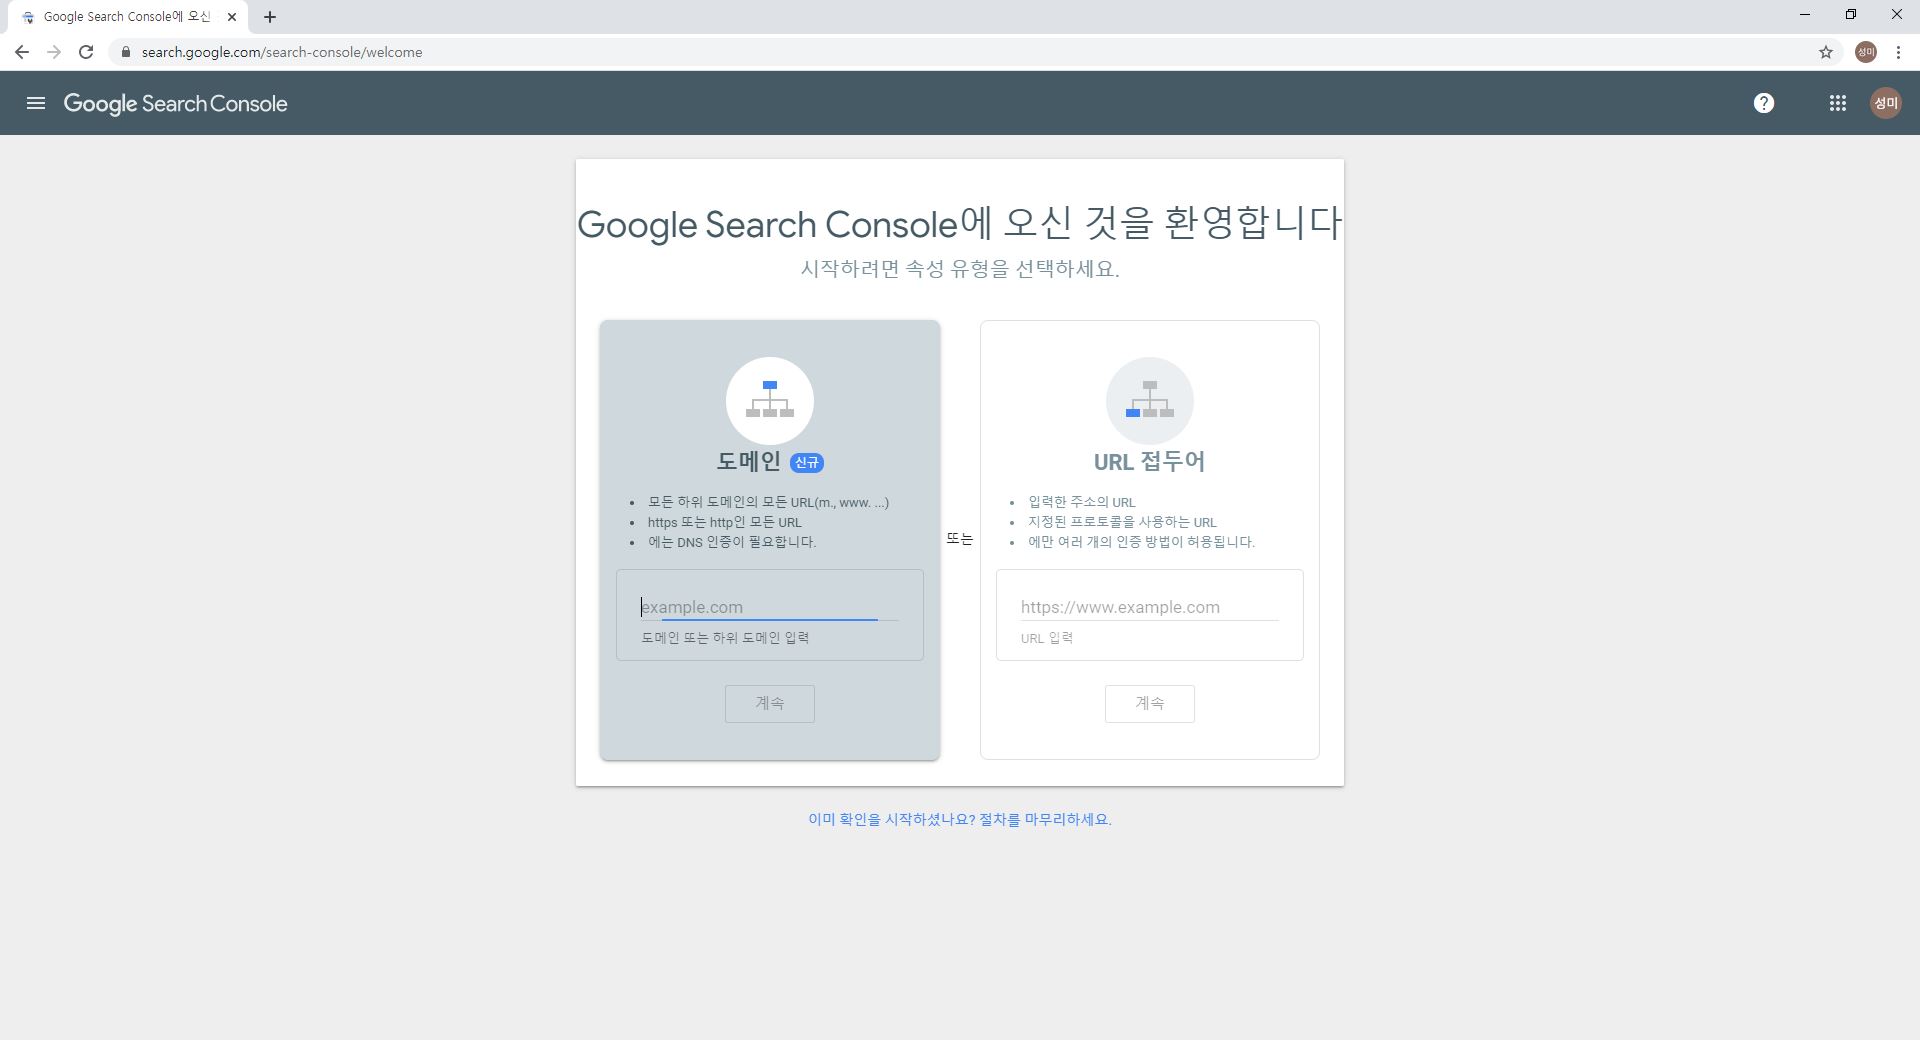 Google Search Console에 오신
search.google.com/search-console/welcome
성미
Google Search Console
?
성미
Google Search Console에 오신 것을 환영합니다
시작하려면 속성 유형을 선택하세요.
도메인 신규
• 모든 하위 도메인의 모든 URL(m., www. ...)
• https 또는 http인 모든 URL
• 에는 DNS 인증이 필요합니다.
example.com
도메인 또는 하위 도메인 입력
계속
또는
URL 접두어
• 입력한 주소의 URL
• 지정된 프로토콜을 사용하는 URL
• 에만 여러 개의 인증 방법이 허용됩니다.
https://www.example.com
URL 입력
계속
이미 확인을 시작하셨나요? 절차를 마무리하세요.